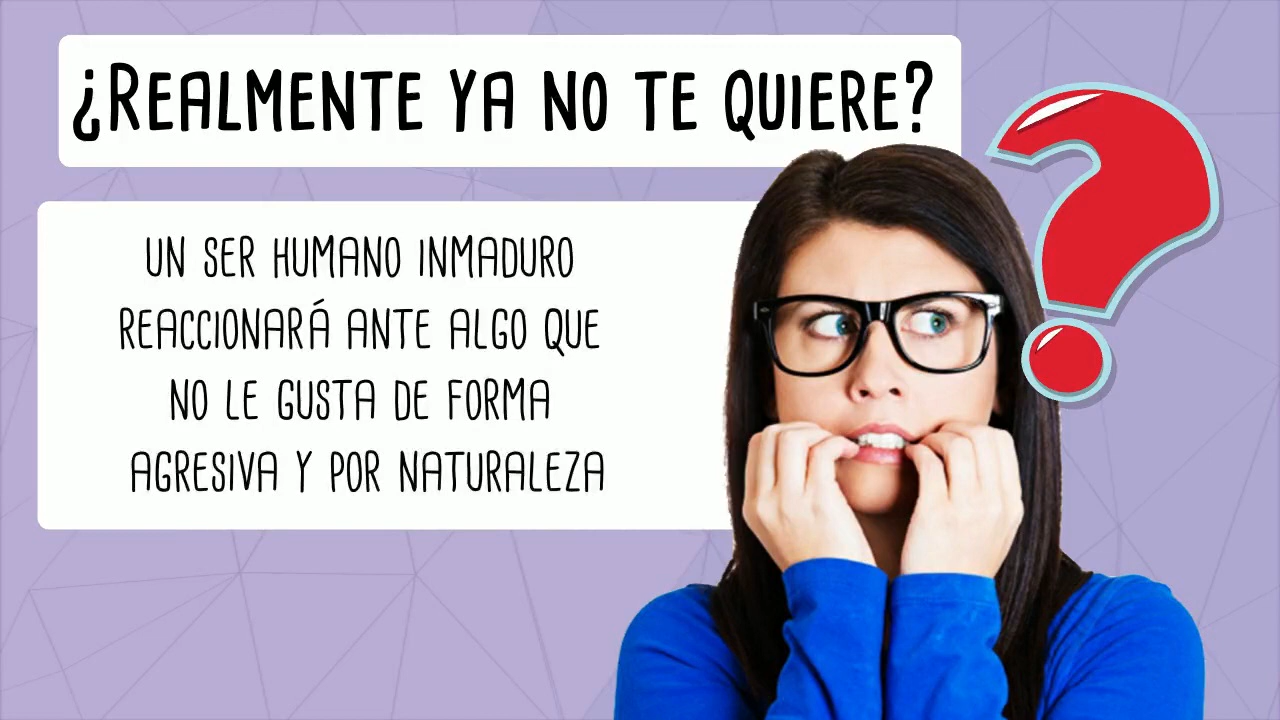 ¿REALMENTE YA NO TE QUIERE?
UN SER HUMANO INMADURO
REACCIONARÁ ANTE ALGO QUE
NO LE GUSTA DE FORMA
AGRESIVA Y POR NATURALEZA